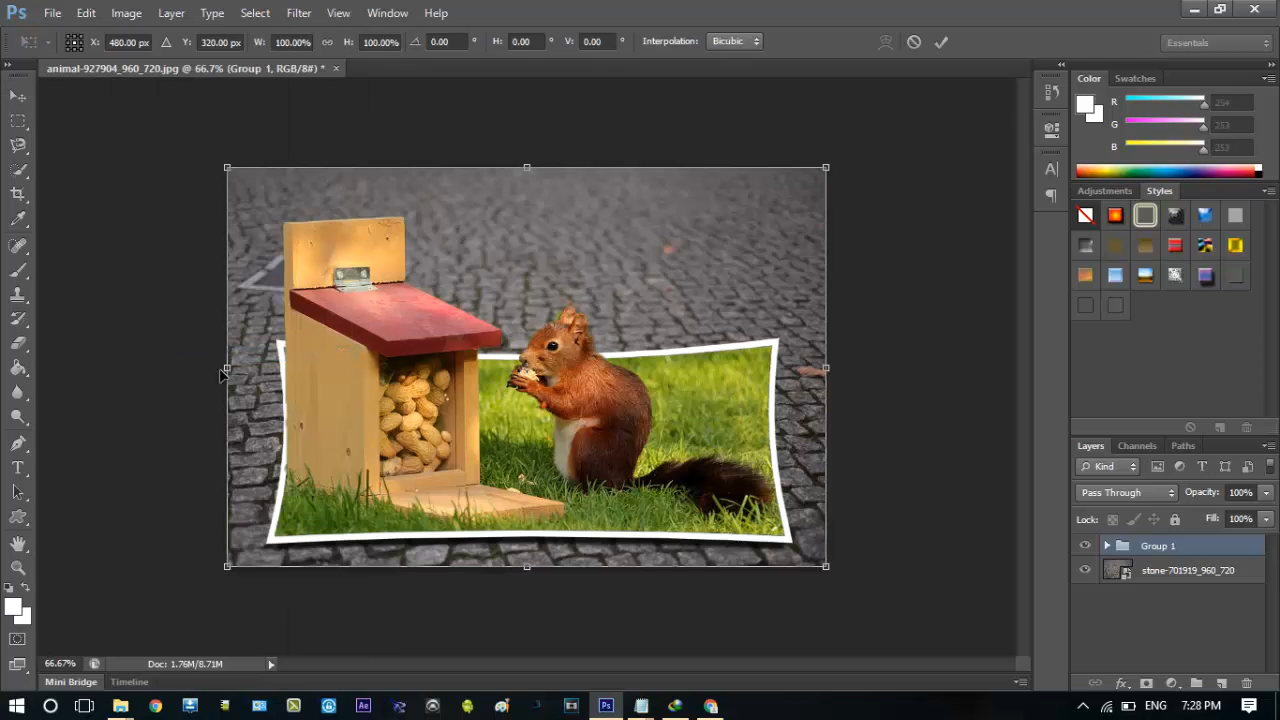 Ps File Edit Image Layer Type Select Filter View Window Help
X: 480.00 px Y: 320.00 px W: 100.00% H: 100.00% 0.00 ° H: 0.00 ° V: 0.00 ° Interpolation: Bicubic Essentials
animal-927904_960_720.jpg @ 66.7% (Group 1, RGB/8#) * ×
Color Swatches
R 254
G 253
B 253
Adjustments Styles
Layers Channels Paths
Kind
Pass Through Opacity: 100%
Lock: Fill: 100%
Group 1
stone-701919_960_720
66.67% Doc: 1.76M/8.71M
Mini Bridge Timeline
ENG 7:28 PM